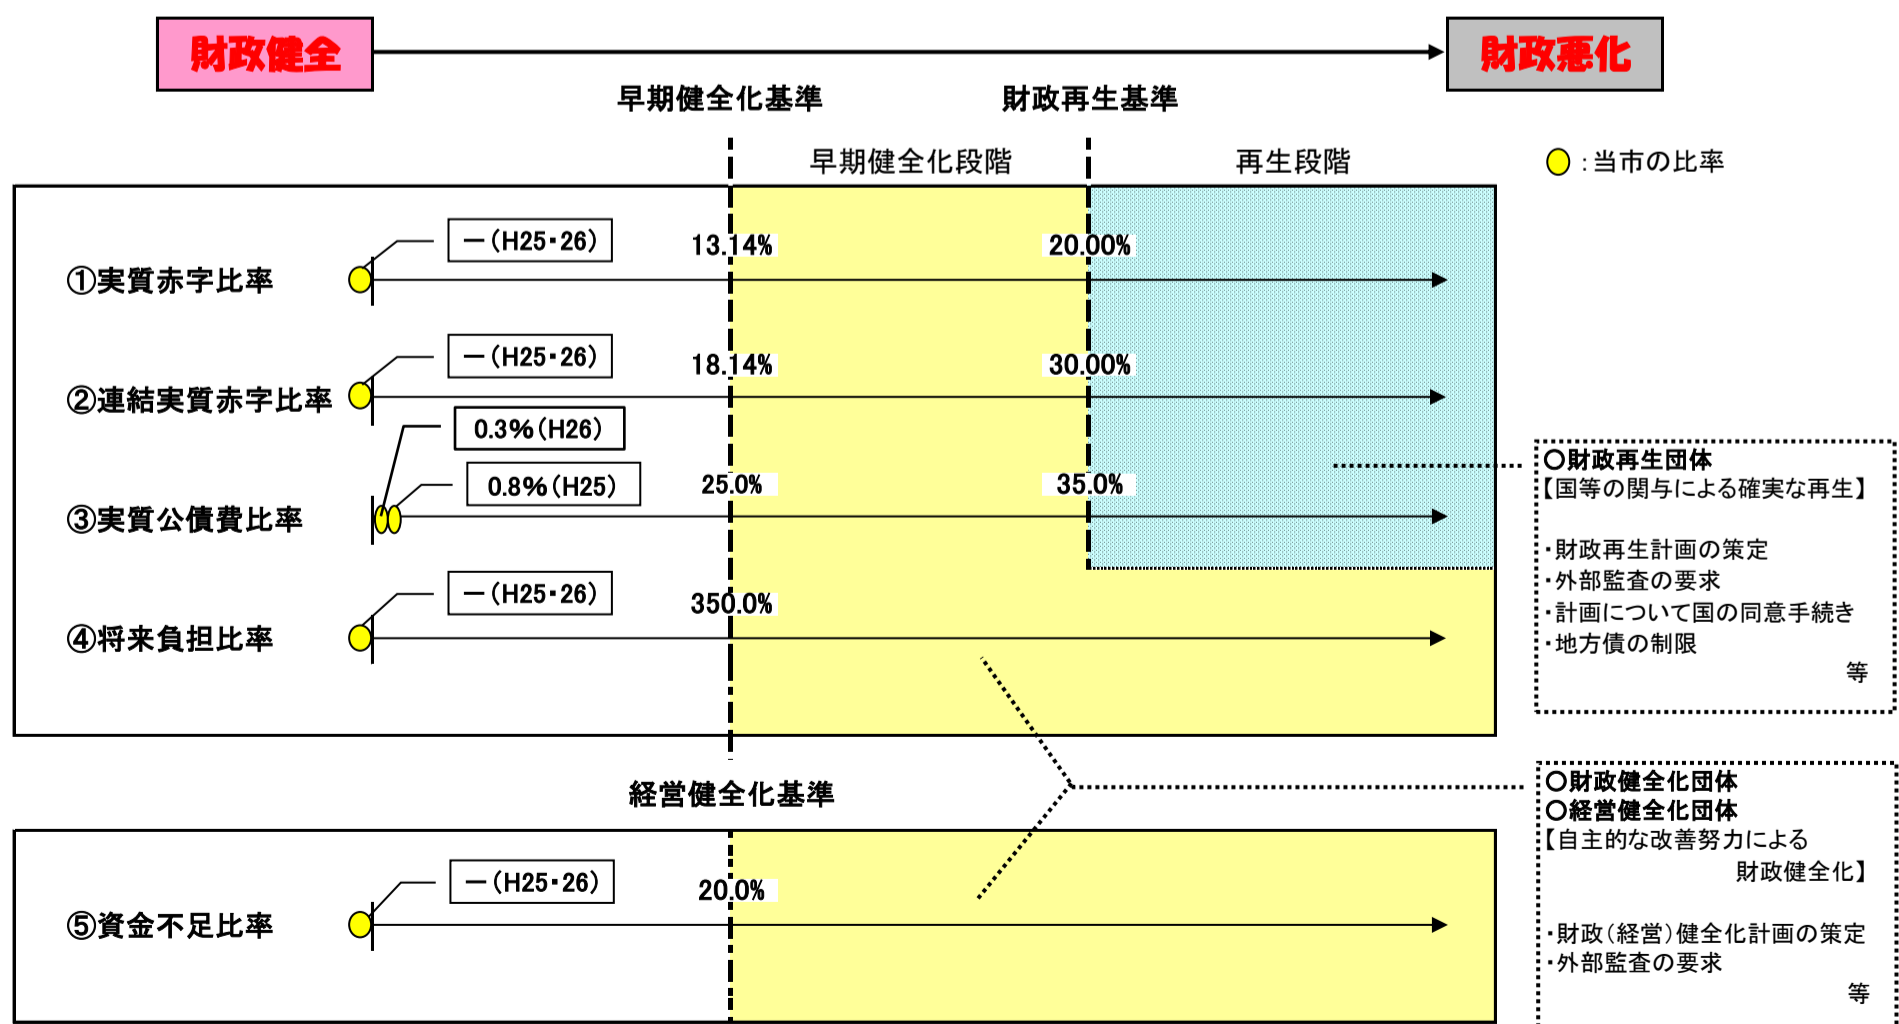 財政健全
財政悪化
早期健全化基準
財政再生基準
早期健全化段階
再生段階
:当市の比率
①実質赤字比率
ー(H25・26)
13.14%
20.00%
②連結実質赤字比率
ー(H25・26)
18.14%
30.00%
③実質公債費比率
0.3%(H26)
0.8%(H25)
25.0%
35.0%
④将来負担比率
ー(H25・26)
350.0%
○財政再生団体
【国等の関与による確実な再生】
・財政再生計画の策定
・外部監査の要求
・計画について国の同意手続き
・地方債の制限
等
経営健全化基準
⑤資金不足比率
ー(H25・26)
20.0%
○財政健全化団体
○経営健全化団体
【自主的な改善努力による
財政健全化】
・財政(経営)健全化計画の策定
・外部監査の要求
等